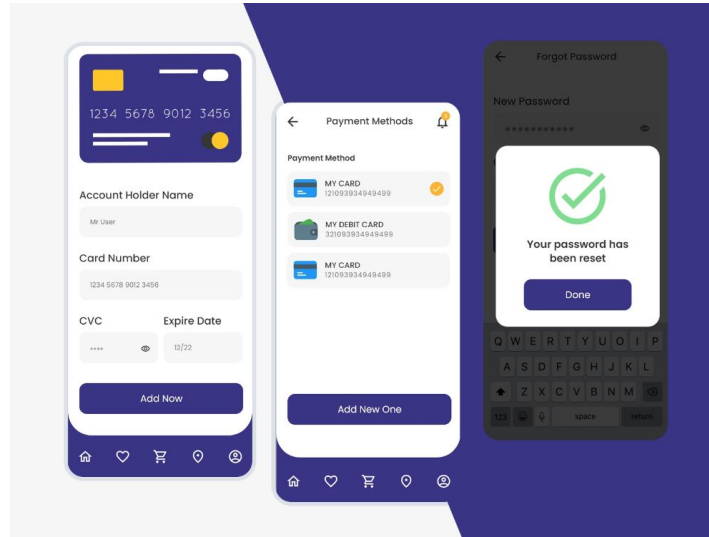 1234 5678 9012 3456
Account Holder Name
Mr User
Card Number
1234 5678 9012 3456
CVC
Expire Date
****
12/22
Add Now
Payment Methods
Payment Method
MY CARD
121093934949499
MY DEBIT CARD
321093934949499
MY CARD
121093934949499
Add New One
Forgot Password
New Password
***********
Your password has
been reset
Done
Q W E R T Y U O I P
A S D F G H J K L
Z X C V B N M
123
space
return